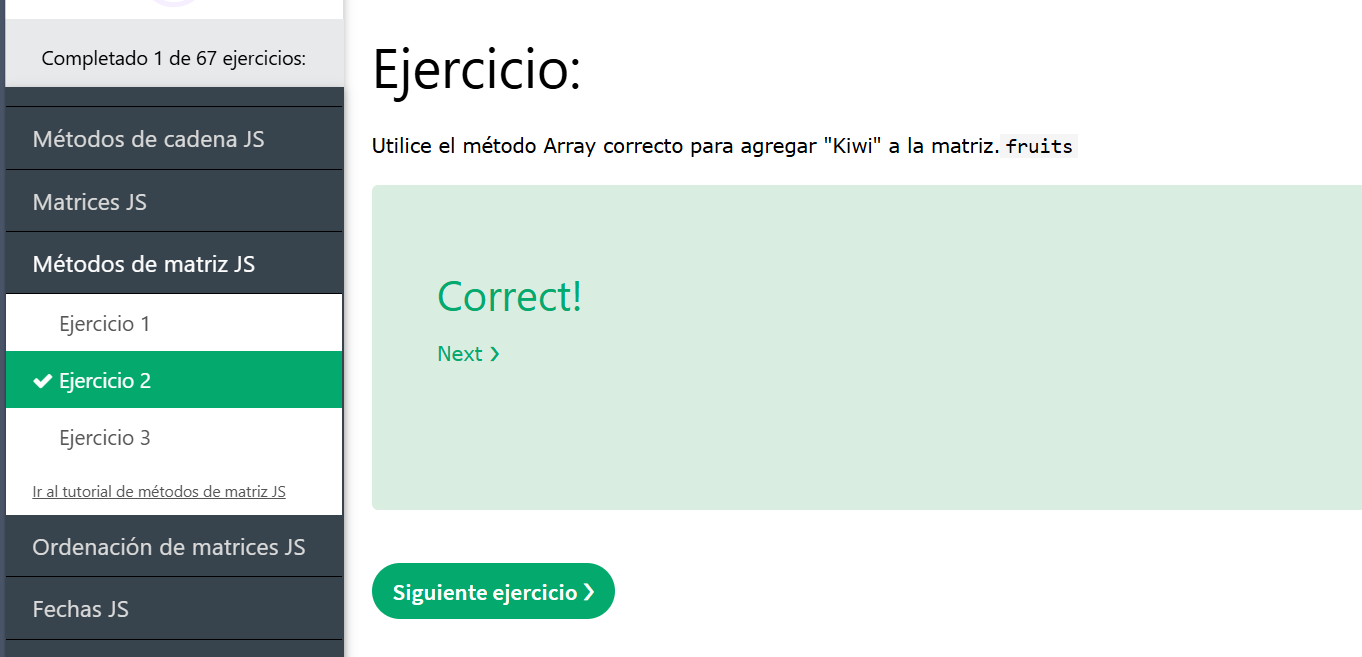 Completado 1 de 67 ejercicios:
Métodos de cadena JS
Matrices JS
Métodos de matriz JS
Ejercicio 1
Ejercicio 2
Ejercicio 3
Ir al tutorial de métodos de matriz JS
Ordenación de matrices JS
Fechas JS
Ejercicio:
Utilice el método Array correcto para agregar "Kiwi" a la matriz. fruits
Correct!
Next ❯
Siguiente ejercicio ❯